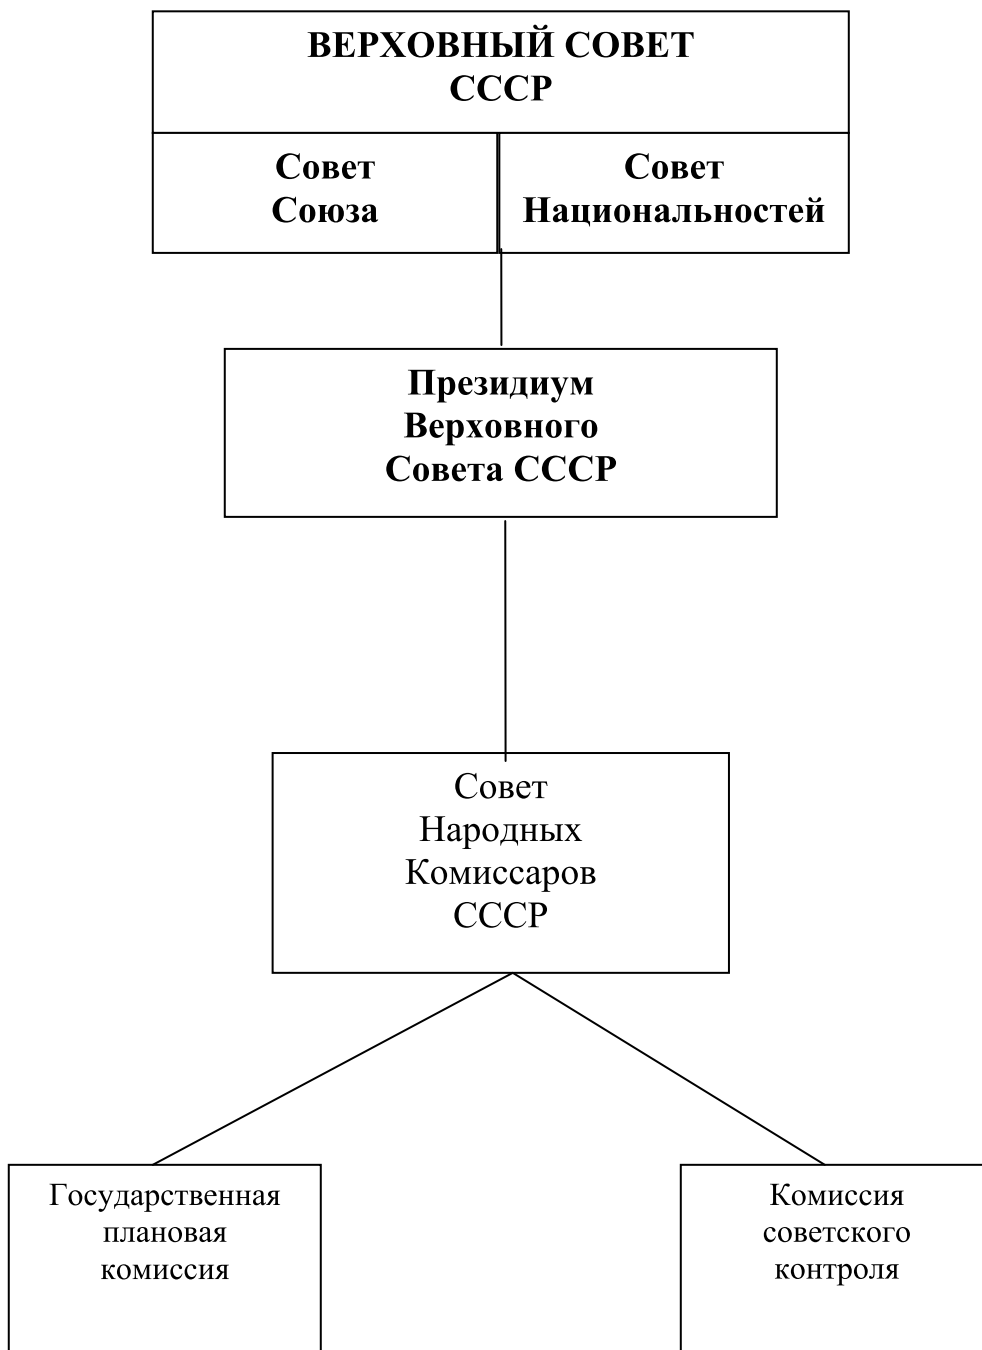 ВЕРХОВНЫЙ СОВЕТ
СССР
Совет
Союза
Совет
Национальностей
Президиум
Верховного
Совета СССР
Совет
Народных
Комиссаров
СССР
Государственная
плановая
комиссия
Комиссия
советского
контроля